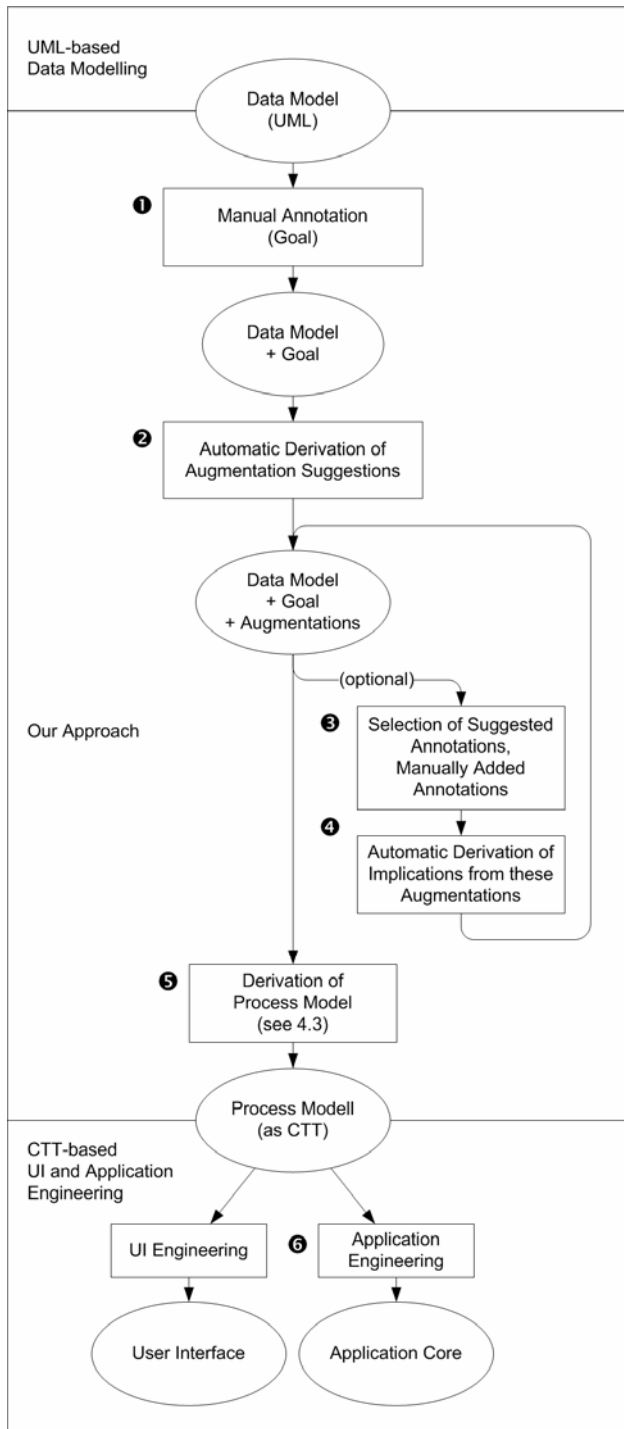 UML-based
Data Modelling
Data Model
(UML)
❶
Manual Annotation
(Goal)
Data Model
+ Goal
❷
Automatic Derivation of
Augmentation Suggestions
Data Model
+ Goal
+ Augmentations
(optional)
Our Approach
❸
Selection of Suggested
Annotations,
Manually Added
Annotations
❹
Automatic Derivation of
Implications from these
Augmentations
❺
Derivation of
Process Model
(see 4.3)
Process Modell
(as CTT)
CTT-based
UI and Application
Engineering
UI Engineering
❻
Application
Engineering
User Interface
Application Core